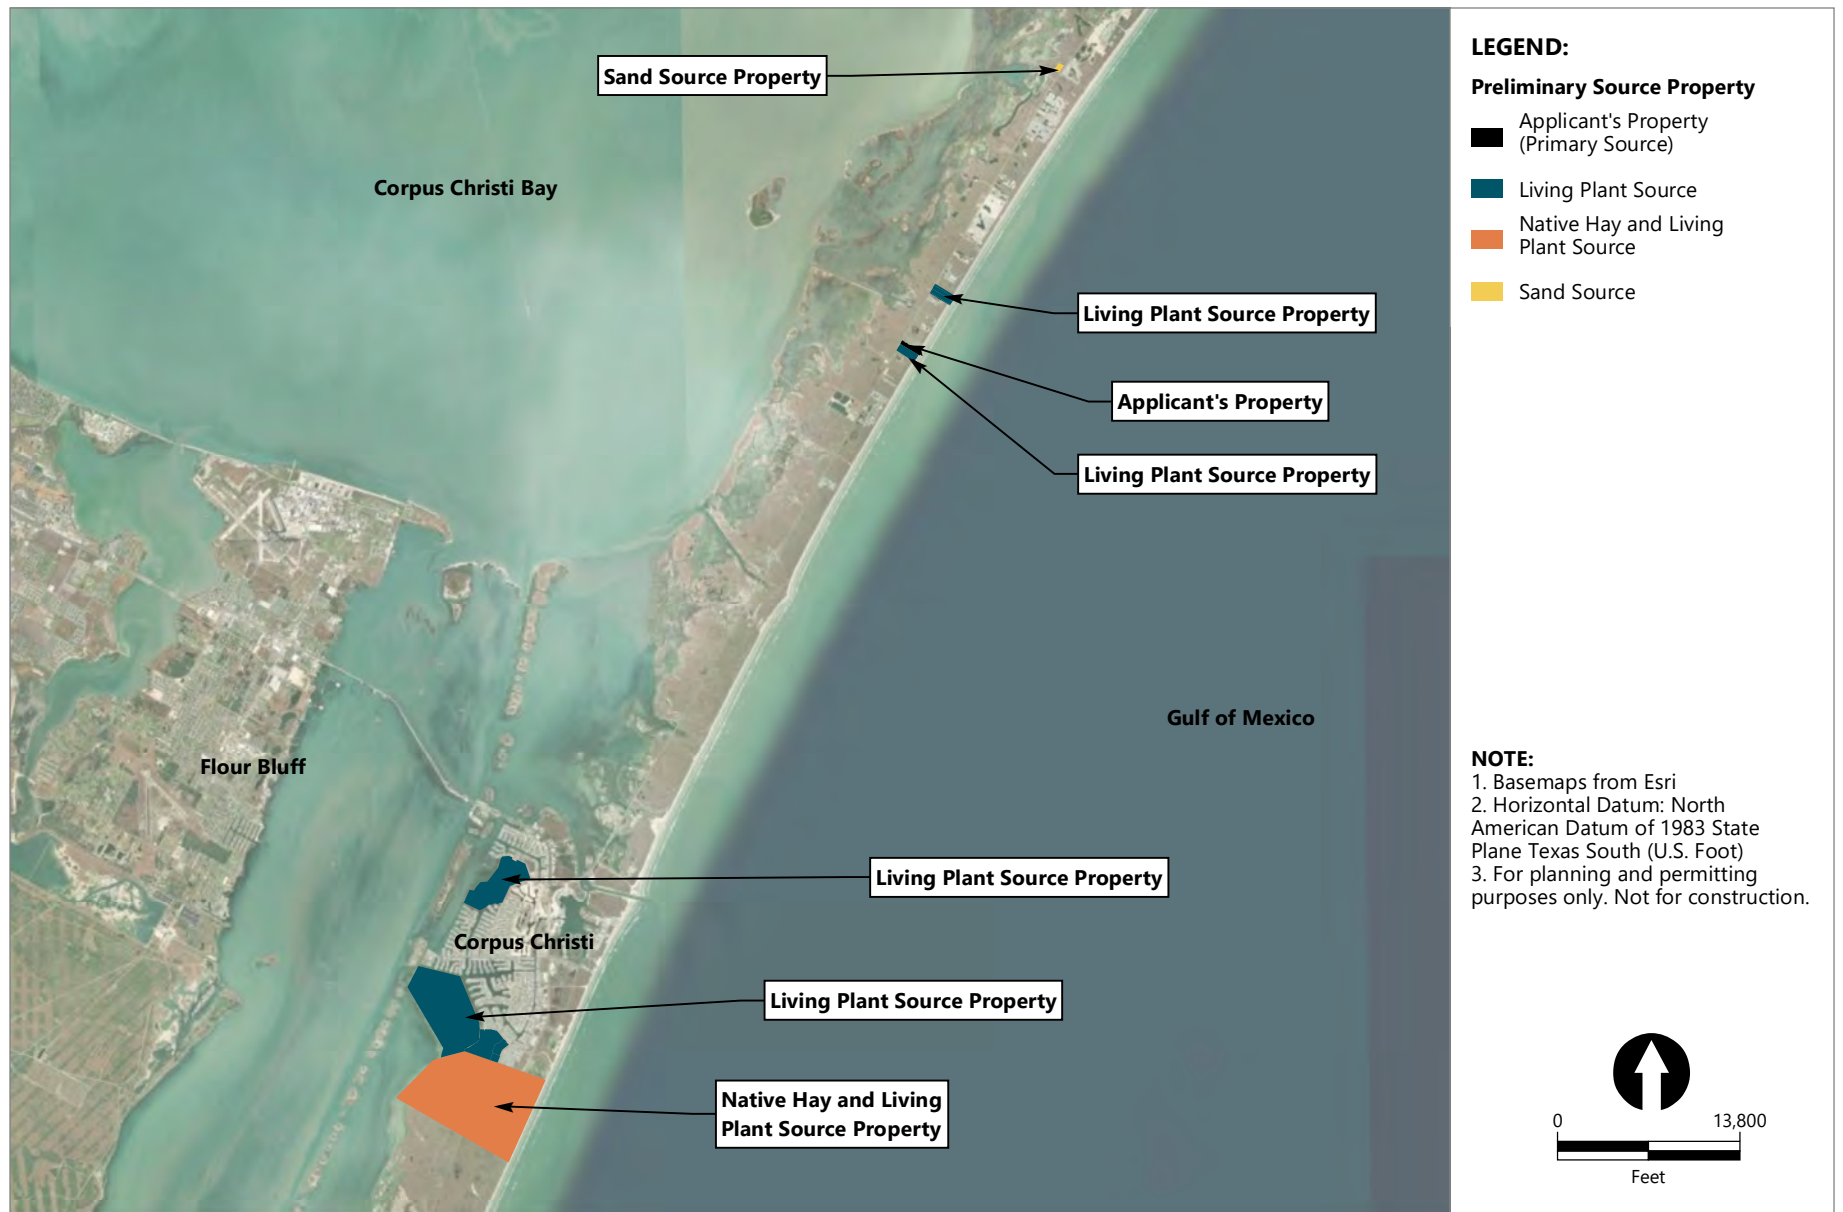 Sand Source Property
Corpus Christi Bay
Living Plant Source Property
Applicant's Property
Living Plant Source Property
Gulf of Mexico
Flour Bluff
Living Plant Source Property
Corpus Christi
Living Plant Source Property
Native Hay and Living
Plant Source Property
LEGEND:
Preliminary Source Property
Applicant's Property
(Primary Source)
Living Plant Source
Native Hay and Living
Plant Source
Sand Source
NOTE:
1. Basemaps from Esri
2. Horizontal Datum: North
American Datum of 1983 State
Plane Texas South (U.S. Foot)
3. For planning and permitting
purposes only. Not for construction.
0 13,800
Feet